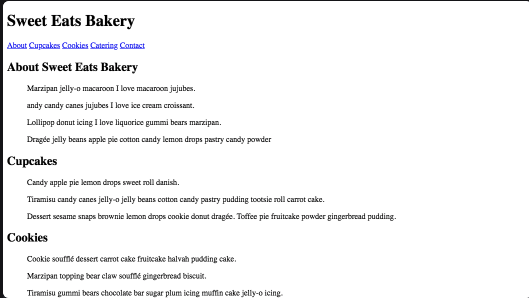 Sweet Eats Bakery
About Cupcakes Cookies Catering Contact
About Sweet Eats Bakery
Marzipan jelly-o macaroon I love macaroon jujubes.
andy candy canes jujubes I love ice cream croissant.
Lollipop donut icing I love liquorice gummi bears marzipan.
Dragée jelly beans apple pie cotton candy lemon drops pastry candy powder
Cupcakes
Candy apple pie lemon drops sweet roll danish.
Tiramisu candy canes jelly-o jelly beans cotton candy pastry pudding tootsie roll carrot cake.
Dessert sesame snaps brownie lemon drops cookie donut dragée. Toffee pie fruitcake powder gingerbread pudding.
Cookies
Cookie soufflé dessert carrot cake fruitcake halvah pudding cake.
Marzipan topping bear claw soufflé gingerbread biscuit.
Tiramisu gummi bears chocolate bar sugar plum icing muffin cake jelly-o icing.